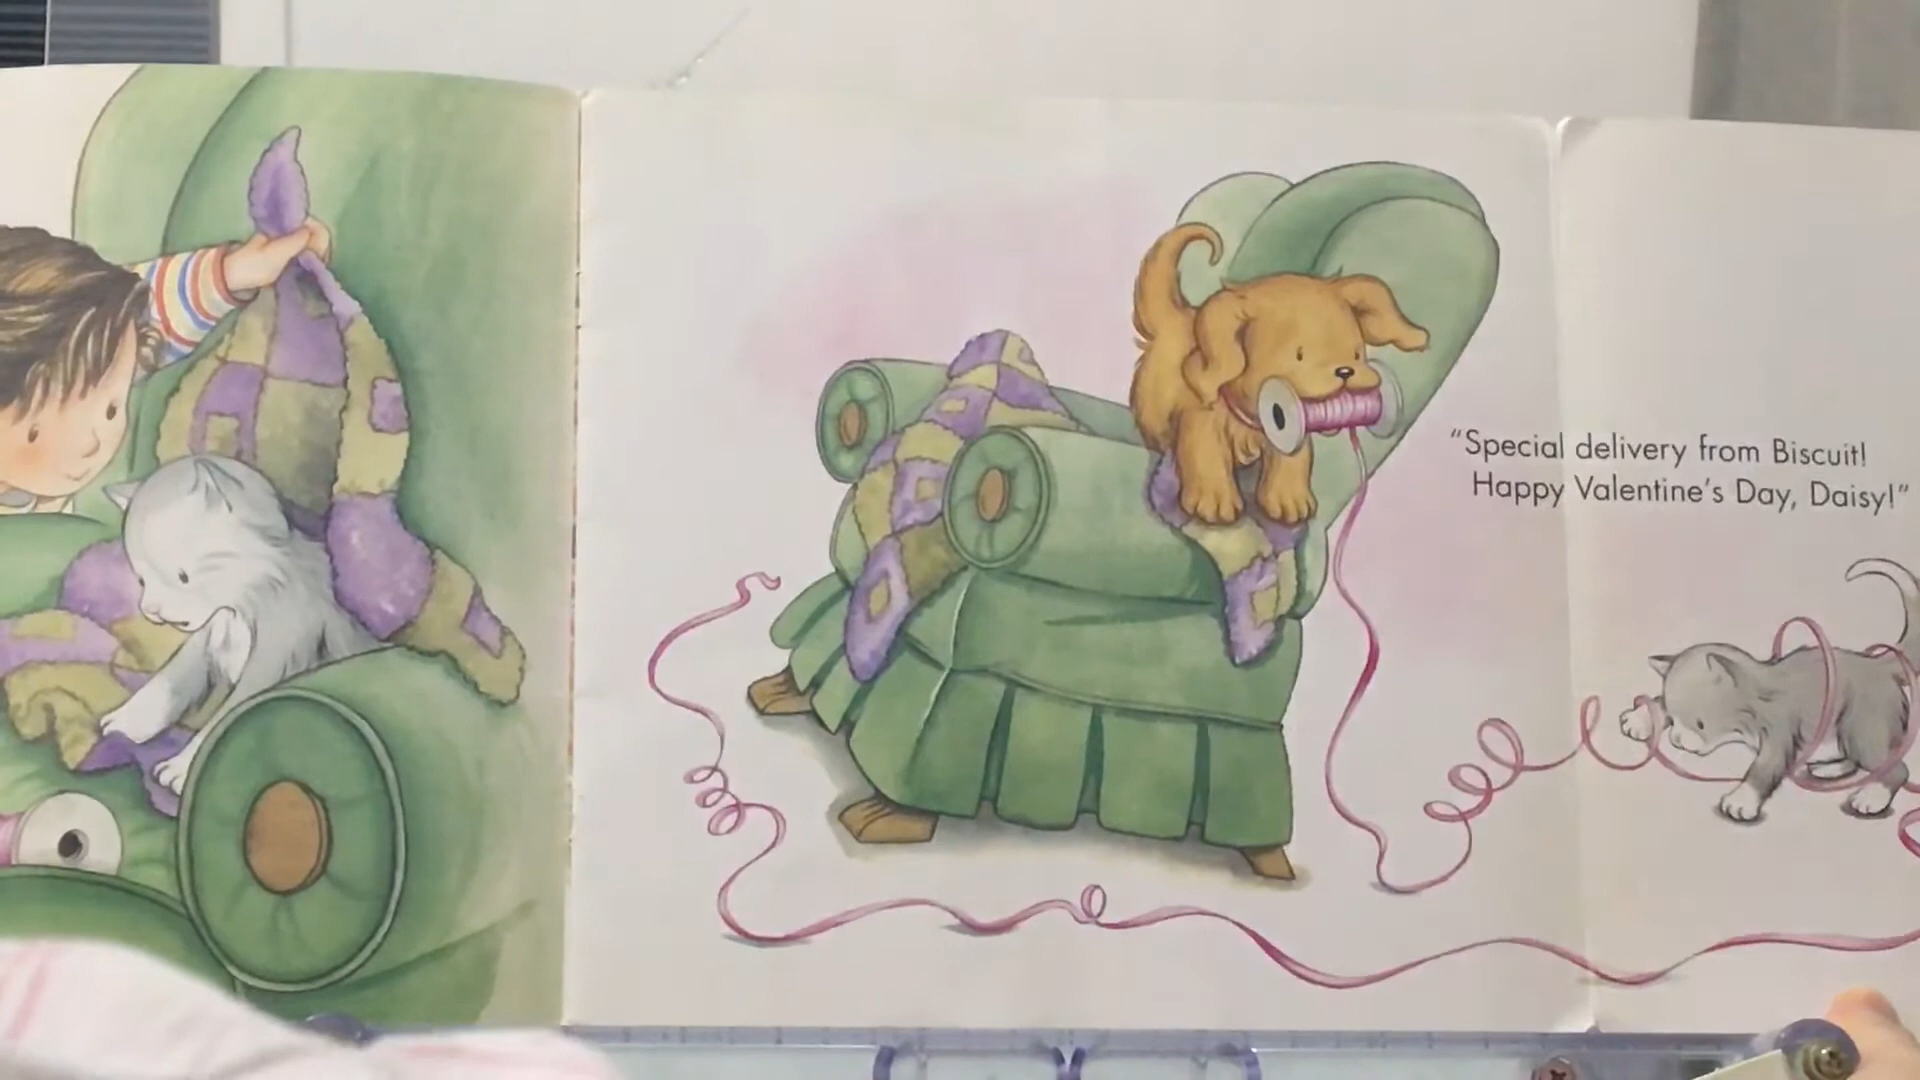 “Special delivery from Biscuit!
Happy Valentine’s Day, Daisy!”